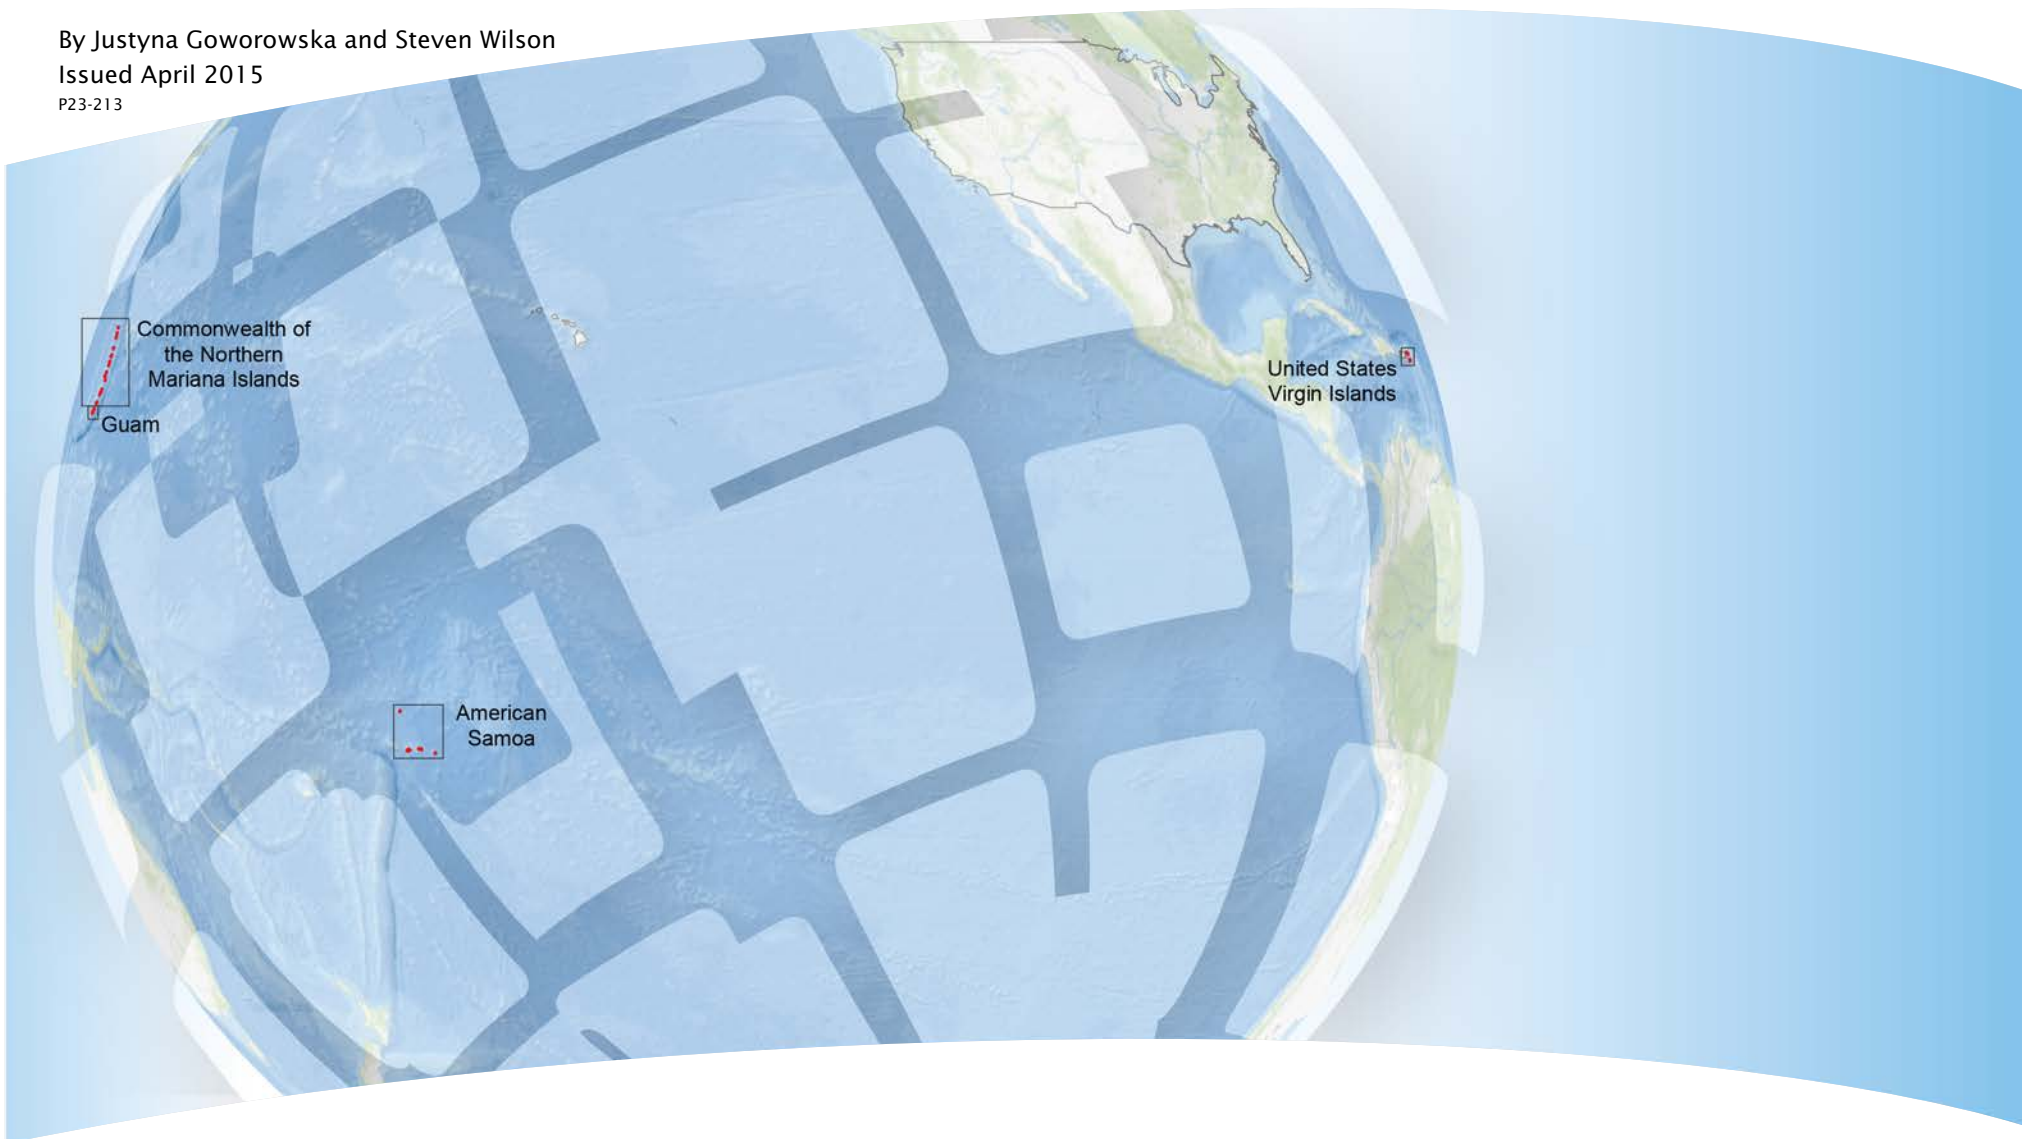 By Justyna Goworowska and Steven Wilson
Issued April 2015
P23-213
Commonwealth of
the Northern
Mariana Islands
Guam
United States
Virgin Islands
American
Samoa